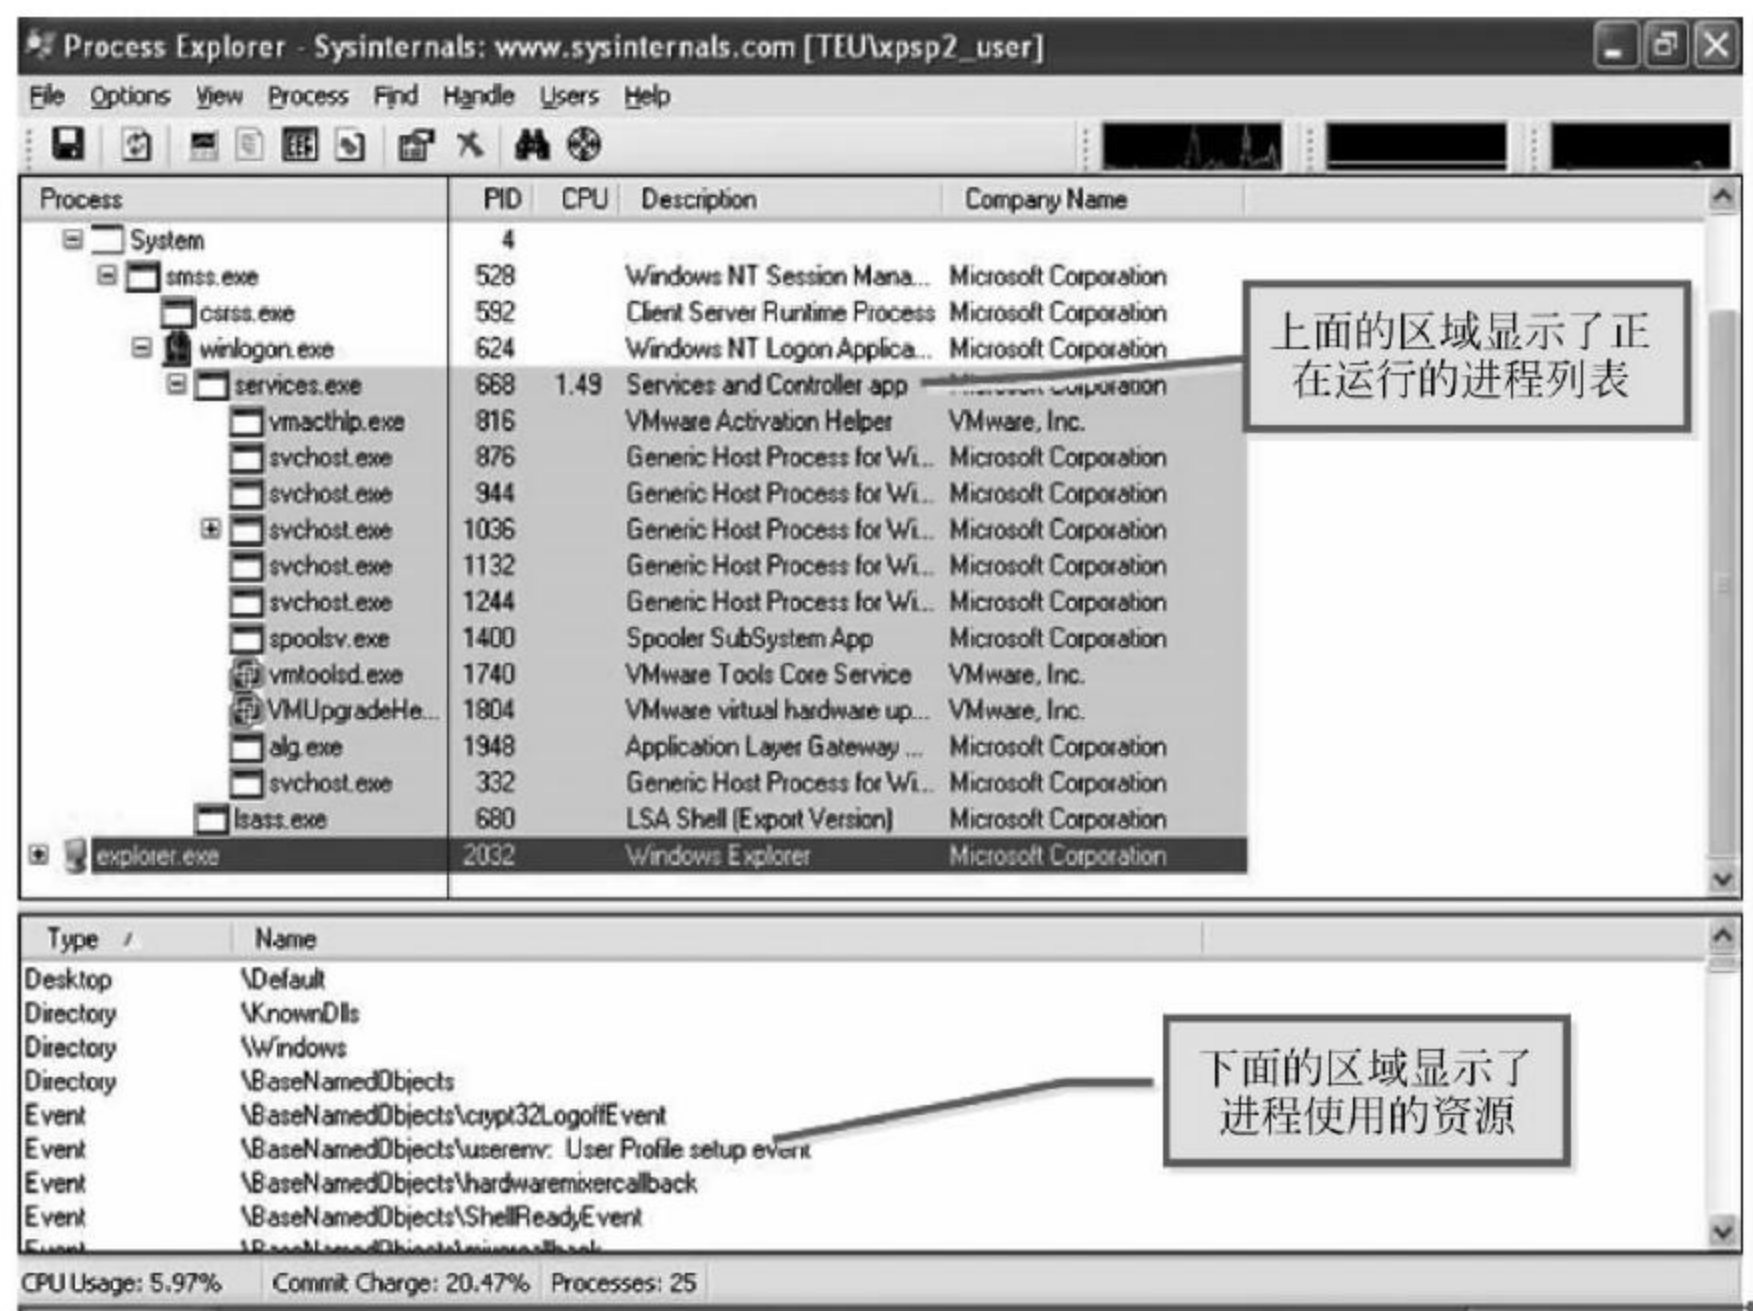 Process Explorer - Sysinternals: www.sysinternals.com [TEU\xpsp2_user]
File Options View Process Find Handle Users Help
Process PID CPU Description Company Name
System 4
smss.exe 528 Windows NT Session Mana... Microsoft Corporation
csrss.exe 592 Client Server Runtime Process Microsoft Corporation
winlogon.exe 624 Windows NT Logon Applica... Microsoft Corporation
services.exe 668 1.49 Services and Controller app Microsoft Corporation
vmacthlp.exe 816 VMware Activation Helper VMware, Inc.
svchost.exe 876 Generic Host Process for Wi... Microsoft Corporation
svchost.exe 944 Generic Host Process for Wi... Microsoft Corporation
svchost.exe 1036 Generic Host Process for Wi... Microsoft Corporation
svchost.exe 1132 Generic Host Process for Wi... Microsoft Corporation
svchost.exe 1244 Generic Host Process for Wi... Microsoft Corporation
spoolsv.exe 1400 Spooler SubSystem App Microsoft Corporation
vmtoolsd.exe 1740 VMware Tools Core Service VMware, Inc.
VMUpgradeHe... 1804 VMware virtual hardware up... VMware, Inc.
alg.exe 1948 Application Layer Gateway ... Microsoft Corporation
svchost.exe 332 Generic Host Process for Wi... Microsoft Corporation
lsass.exe 680 LSA Shell (Export Version) Microsoft Corporation
explorer.exe 2032 Windows Explorer Microsoft Corporation
上面的区域显示了正
在运行的进程列表
Type Name
Desktop \Default
Directory \KnownDlls
Directory \Windows
Directory \BaseNamedObjects
Event \BaseNamedObjects\crypt32LogoffEvent
Event \BaseNamedObjects\userenv: User Profile setup event
Event \BaseNamedObjects\hardwaremixercallback
Event \BaseNamedObjects\ShellReadyEvent
Event \BaseNamedObjects\mixercallback
下面的区域显示了
进程使用的资源
CPU Usage: 5.97% Commit Charge: 20.47% Processes: 25